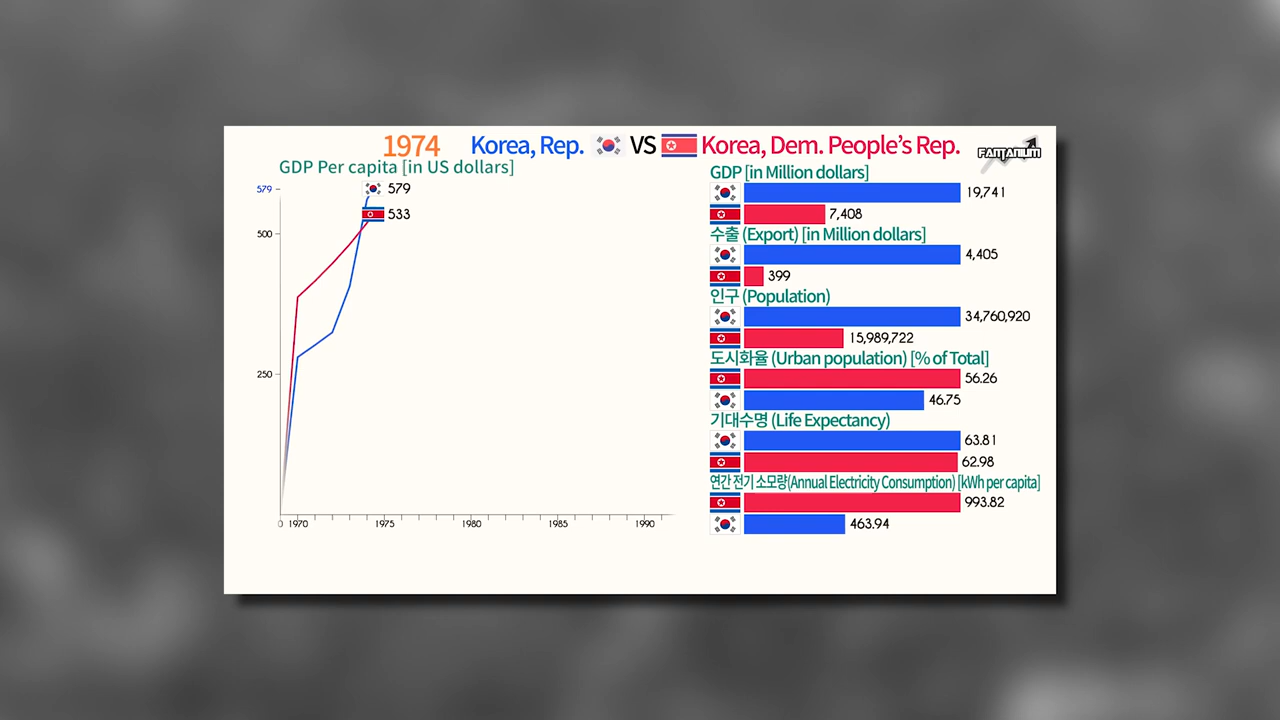 1974 Korea, Rep. VS Korea, Dem. People's Rep.
FANTANIUM
GDP Per capita [in US dollars]
579
500
250
579
533
0 1970 1975 1980 1985 1990
GDP [in Million dollars]
19,741
7,408
수출 (Export) [in Million dollars]
4,405
399
인구 (Population)
34,760,920
15,989,722
도시화율 (Urban population) [% of Total]
56.26
46.75
기대수명 (Life Expectancy)
63.81
62.98
연간 전기 소모량(Annual Electricity Consumption) [kWh per capita]
993.82
463.94